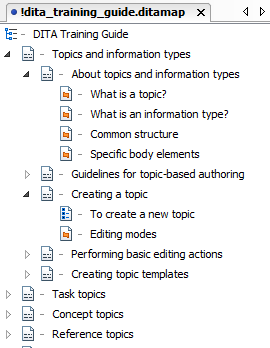 !dita_training_guide.ditamap
DITA Training Guide
Topics and information types
About topics and information types
What is a topic?
What is an information type?
Common structure
Specific body elements
Guidelines for topic-based authoring
Creating a topic
To create a new topic
Editing modes
Performing basic editing actions
Creating topic templates
Task topics
Concept topics
Reference topics